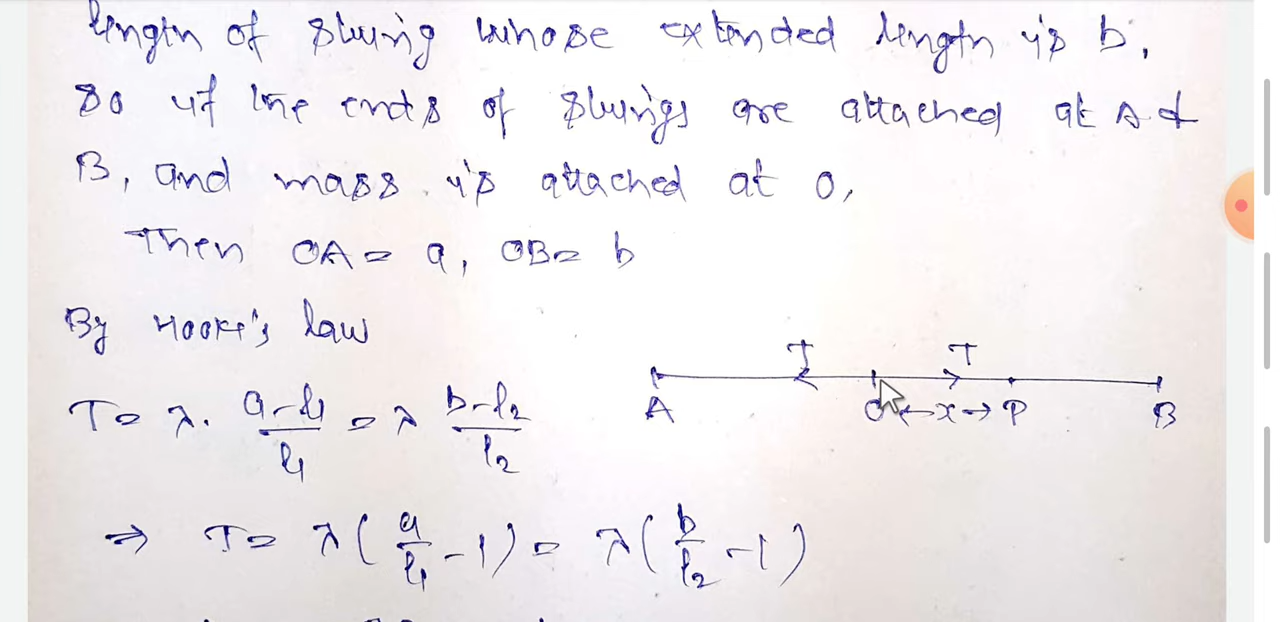 length of string whose extended length is b,
So if the ends of strings are attached at A &
B, and mass is attached at O,
Then OA = a, OB = b
By Hooke's law
T = λ. a-l1/l1 = λ b-l2/l2
⇒ T = λ(a/l1 - 1) = λ(b/l2 - 1)
T T
A O ←x→ P B